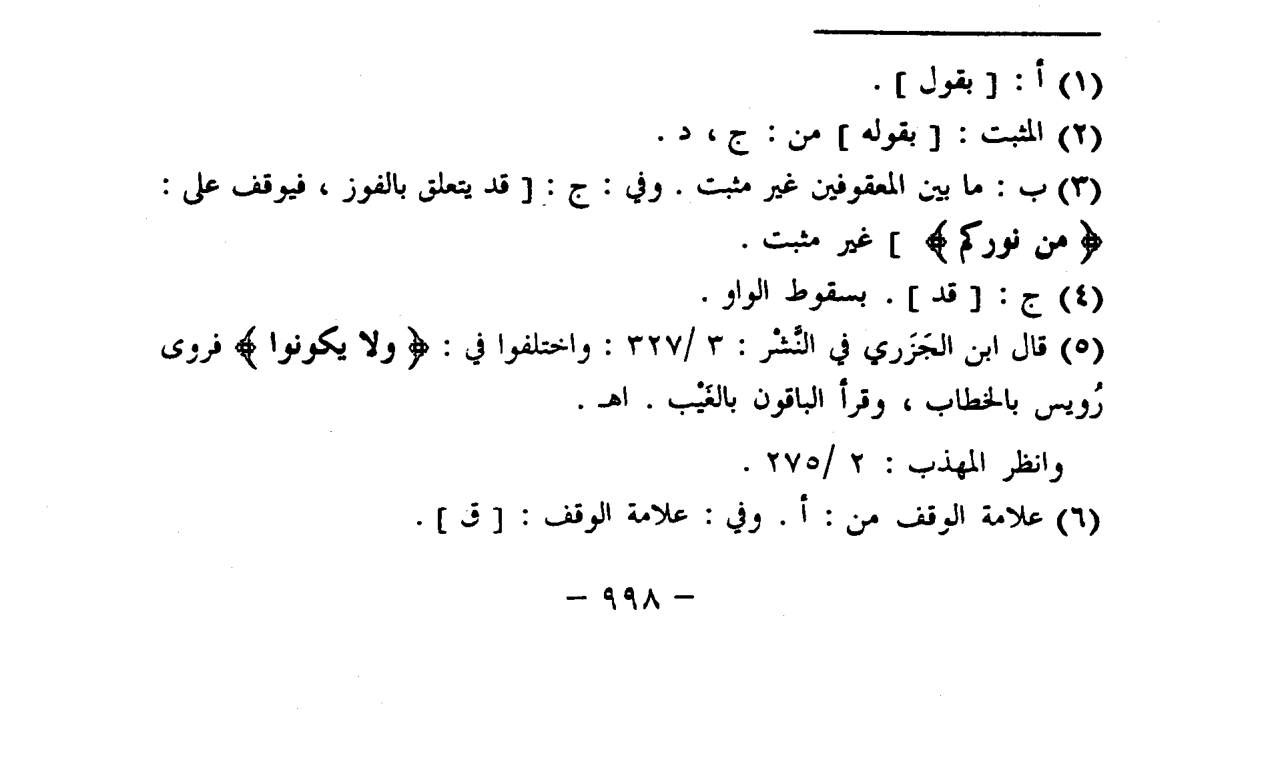 (١) أ : [ بقول ] .
(٢) المثبت : [ بقوله ] من : ج ، د .
(٣) ب : ما بين المعقوفين غير مثبت . وفي : ج : [ قد يتعلق بالفوز ، فيوقف على :
﴿ من نوركم ﴾ ] غير مثبت .
(٤) ج : [ قد ] . بسقوط الواو .
(٥) قال ابن الجَزَري في النَّشْر : ٣ /٣٢٧ : واختلفوا في : ﴿ ولا يكونوا ﴾ فروى
رُويس بالخطاب ، وقرأ الباقون بالغَيْب . اهـ .
وانظر المهذب : ٢ /٢٧٥ .
(٦) علامة الوقف من : أ . وفي : علامة الوقف : [ ق ] .
– ٩٩٨ –